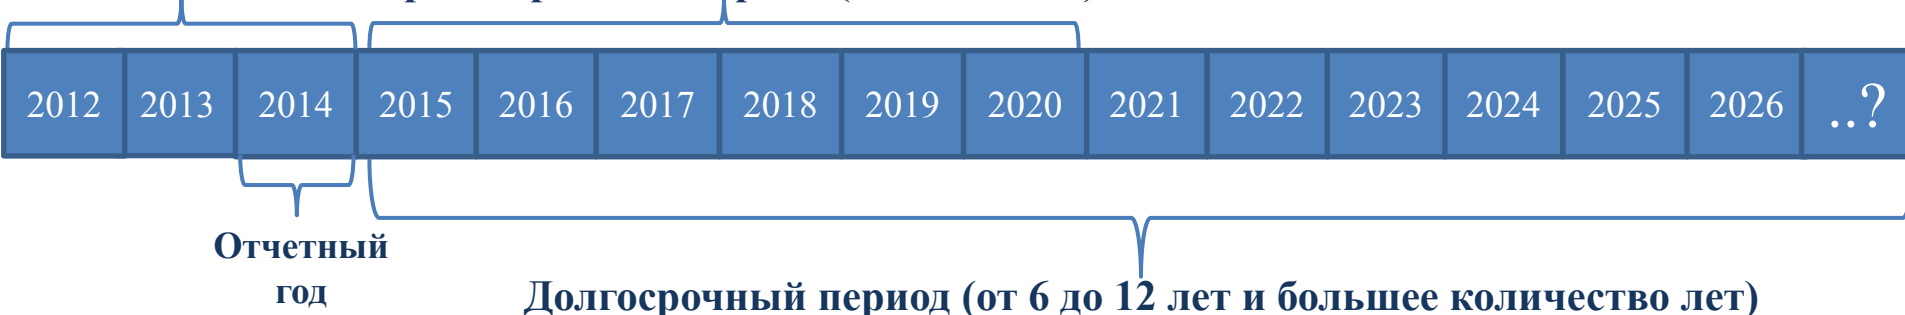 2012 2013 2014 2015 2016 2017 2018 2019 2020 2021 2022 2023 2024 2025 2026 ..?
Отчетный
год
Долгосрочный период (от 6 до 12 лет и большее количество лет)